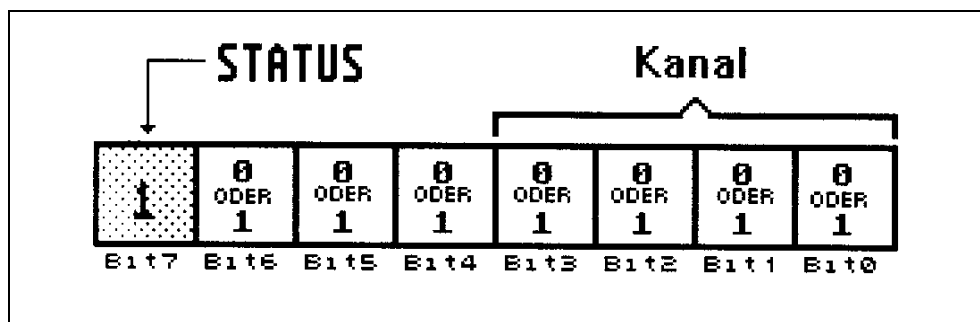 STATUS Kanal
1 0 ODER 1 0 ODER 1 0 ODER 1 0 ODER 1 0 ODER 1 0 ODER 1 0 ODER 1
Bit7 Bit6 Bit5 Bit4 Bit3 Bit2 Bit1 Bit0